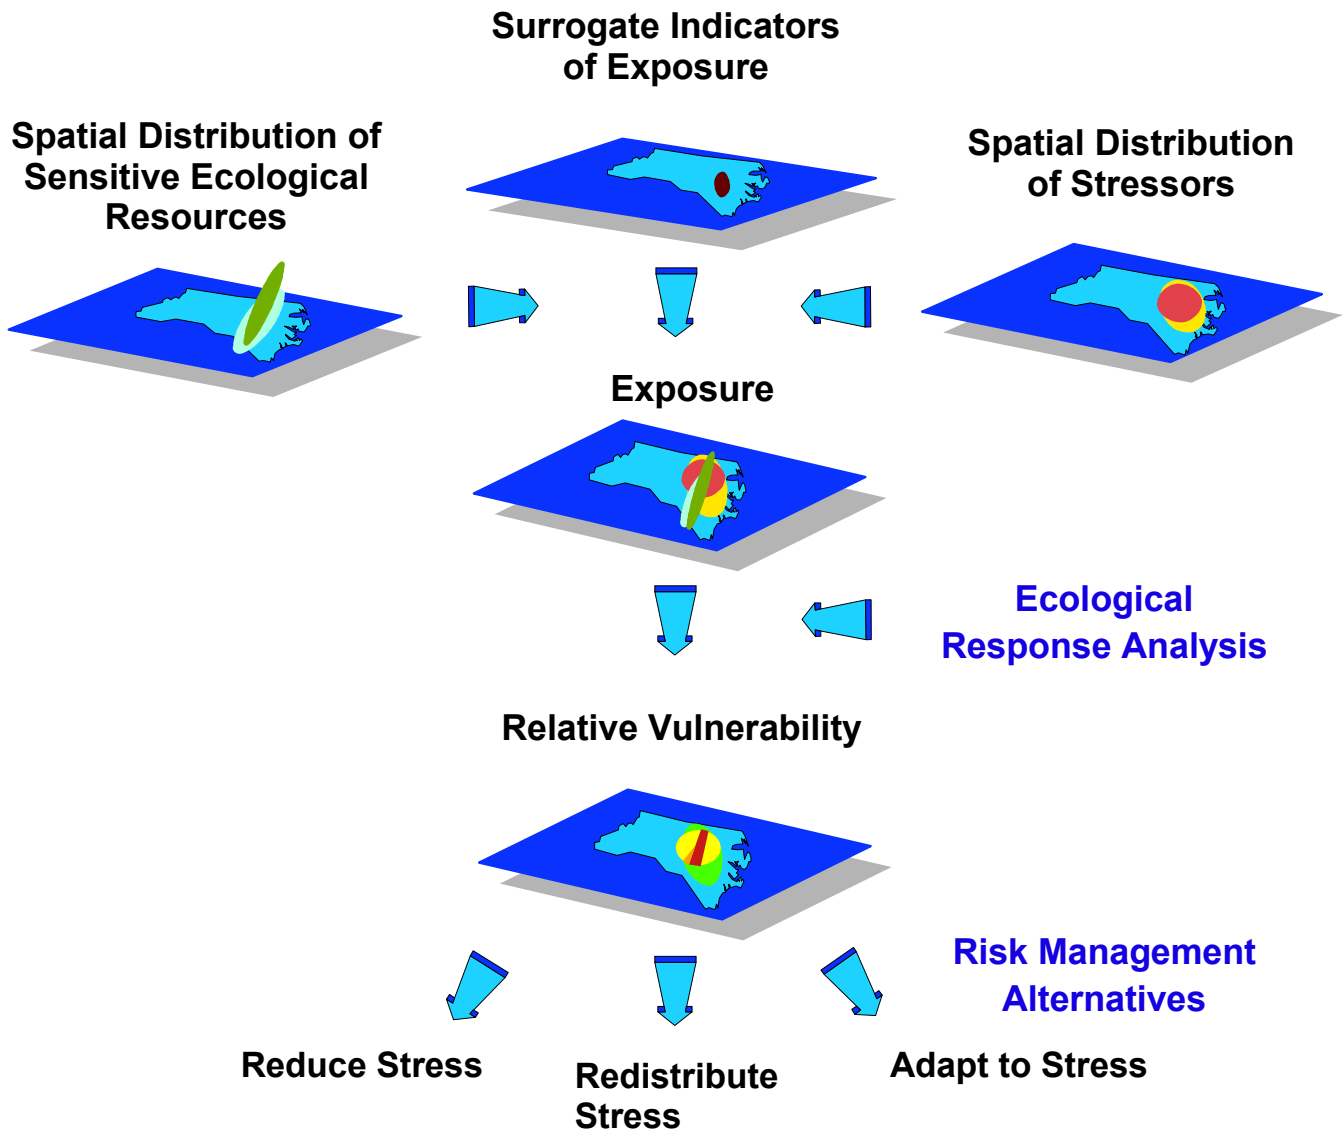 Surrogate Indicators
of Exposure
Spatial Distribution of
Sensitive Ecological
Resources
Spatial Distribution
of Stressors
Exposure
Ecological
Response Analysis
Relative Vulnerability
Risk Management
Alternatives
Reduce Stress
Redistribute
Stress
Adapt to Stress